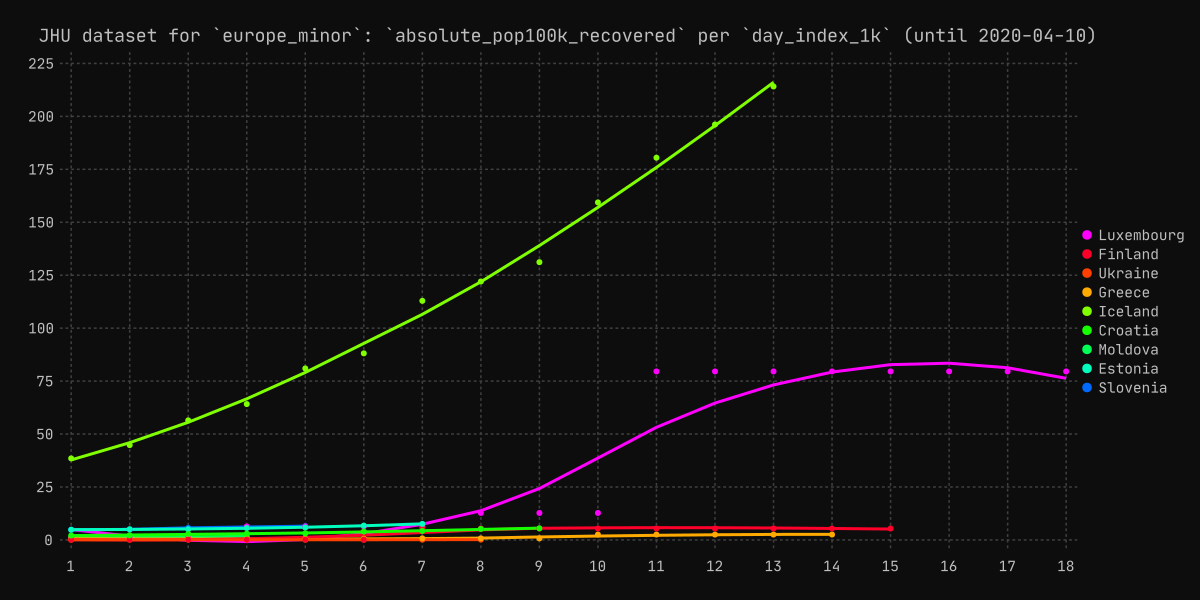 JHU dataset for `europe_minor`: `absolute_pop100k_recovered` per `day_index_1k` (until 2020-04-10)
225
200
175
150
125
100
75
50
25
0
1 2 3 4 5 6 7 8 9 10 11 12 13 14 15 16 17 18
Luxembourg
Finland
Ukraine
Greece
Iceland
Croatia
Moldova
Estonia
Slovenia